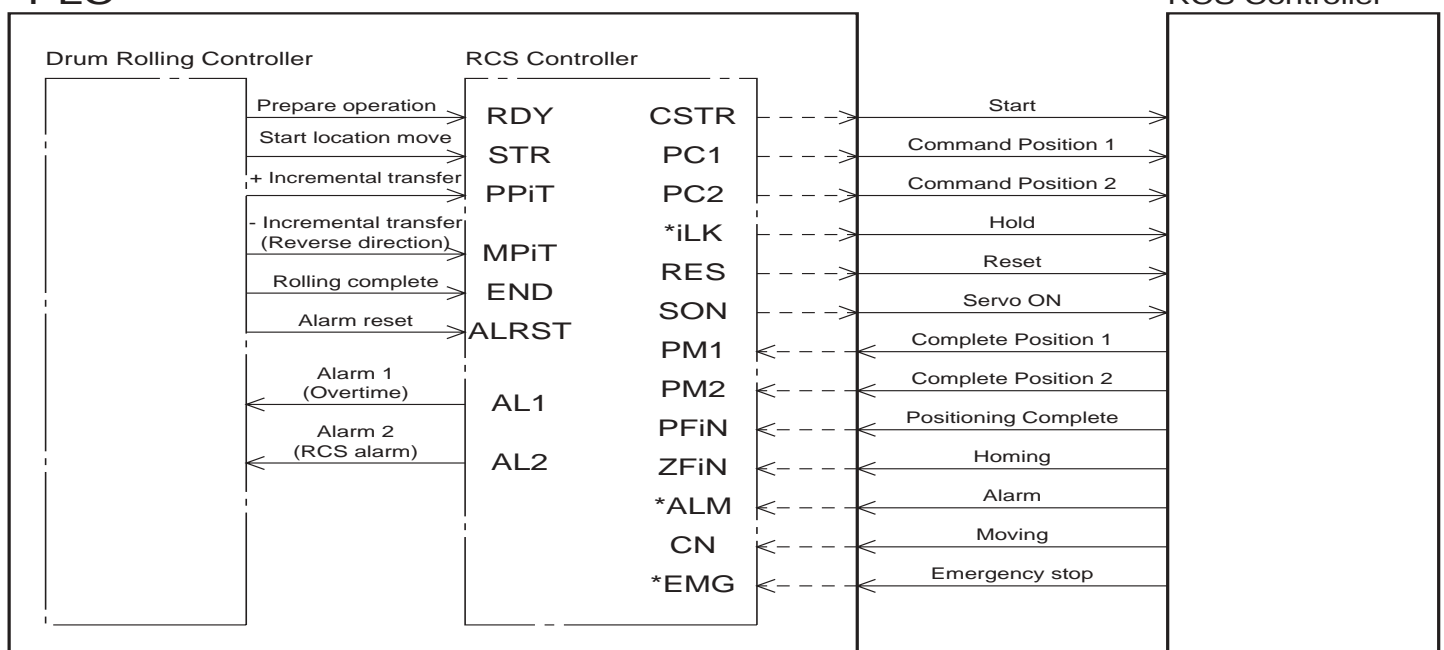 PLC
RCS Controller
Drum Rolling Controller
RCS Controller
Prepare operation
RDY
CSTR
Start
Start location move
STR
PC1
Command Position 1
+ Incremental transfer
PPiT
PC2
Command Position 2
- Incremental transfer
(Reverse direction)
MPiT
*iLK
Hold
RES
Reset
Rolling complete
END
SON
Servo ON
Alarm reset
ALRST
PM1
Complete Position 1
Alarm 1
(Overtime)
AL1
PM2
Complete Position 2
Alarm 2
(RCS alarm)
AL2
PFiN
Positioning Complete
ZFiN
Homing
*ALM
Alarm
CN
Moving
*EMG
Emergency stop